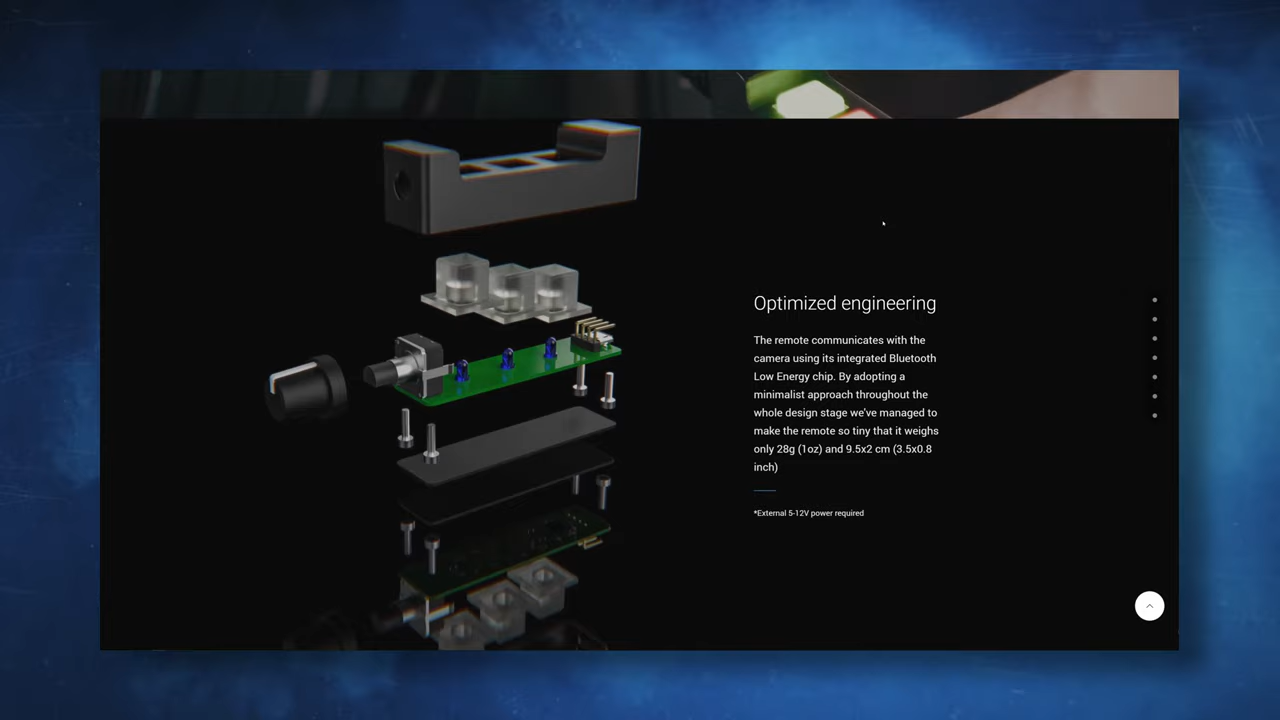 Optimized engineering
The remote communicates with the
camera using its integrated Bluetooth
Low Energy chip. By adopting a
minimalist approach throughout the
whole design stage we've managed to
make the remote so tiny that it weighs
only 28g (1oz) and 9.5x2 cm (3.5x0.8
inch)
*External 5-12V power required